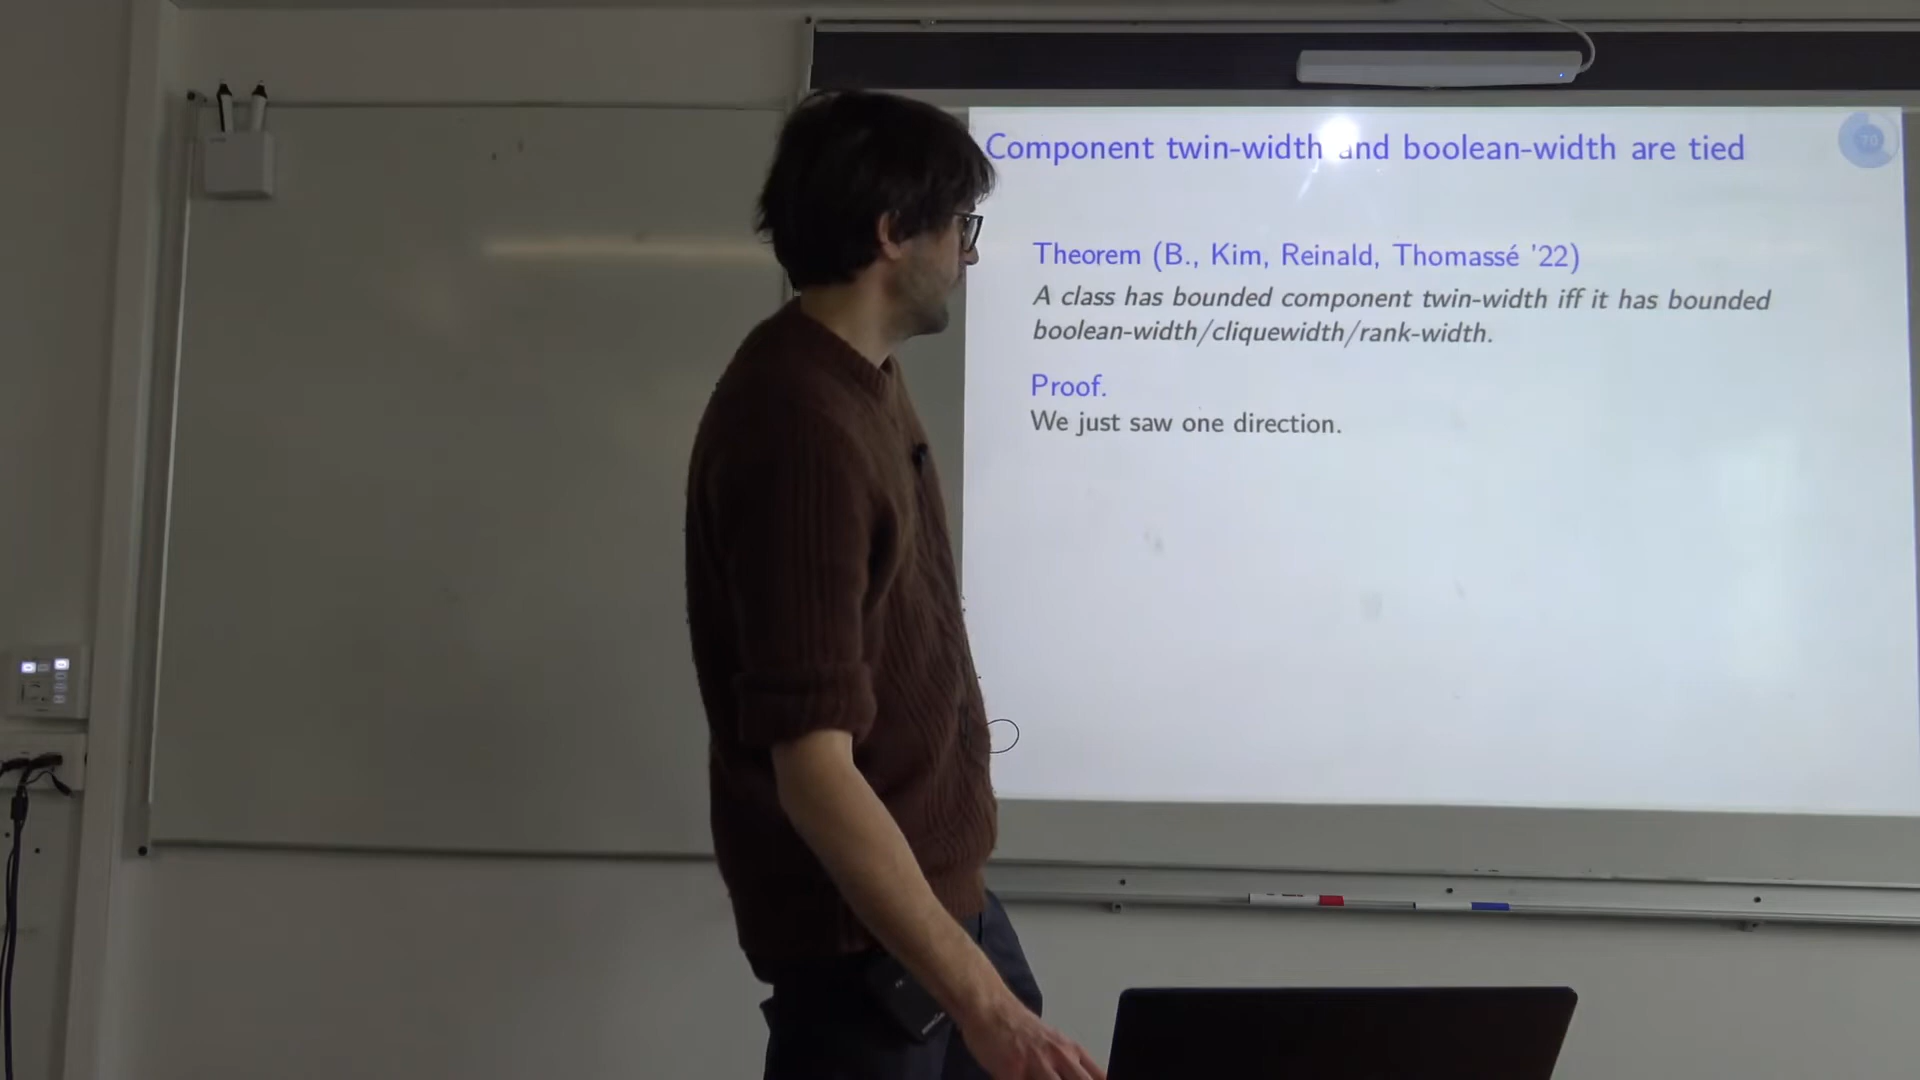 Component twin-width and boolean-width are tied
70
Theorem (B., Kim, Reinald, Thomassé '22)
A class has bounded component twin-width iff it has bounded
boolean-width/cliquewidth/rank-width.
Proof.
We just saw one direction.